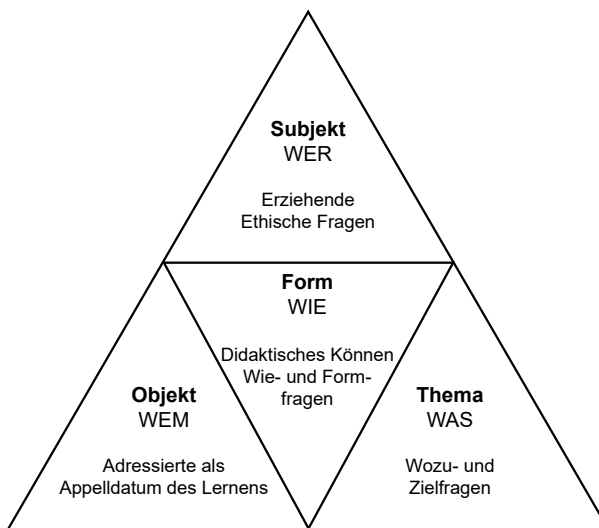 Subjekt
WER
Erziehende
Ethische Fragen
Form
WIE
Didaktisches Können
Wie- und Form-
fragen
Objekt
WEM
Adressierte als
Appelldatum des Lernens
Thema
WAS
Wozu- und
Zielfragen